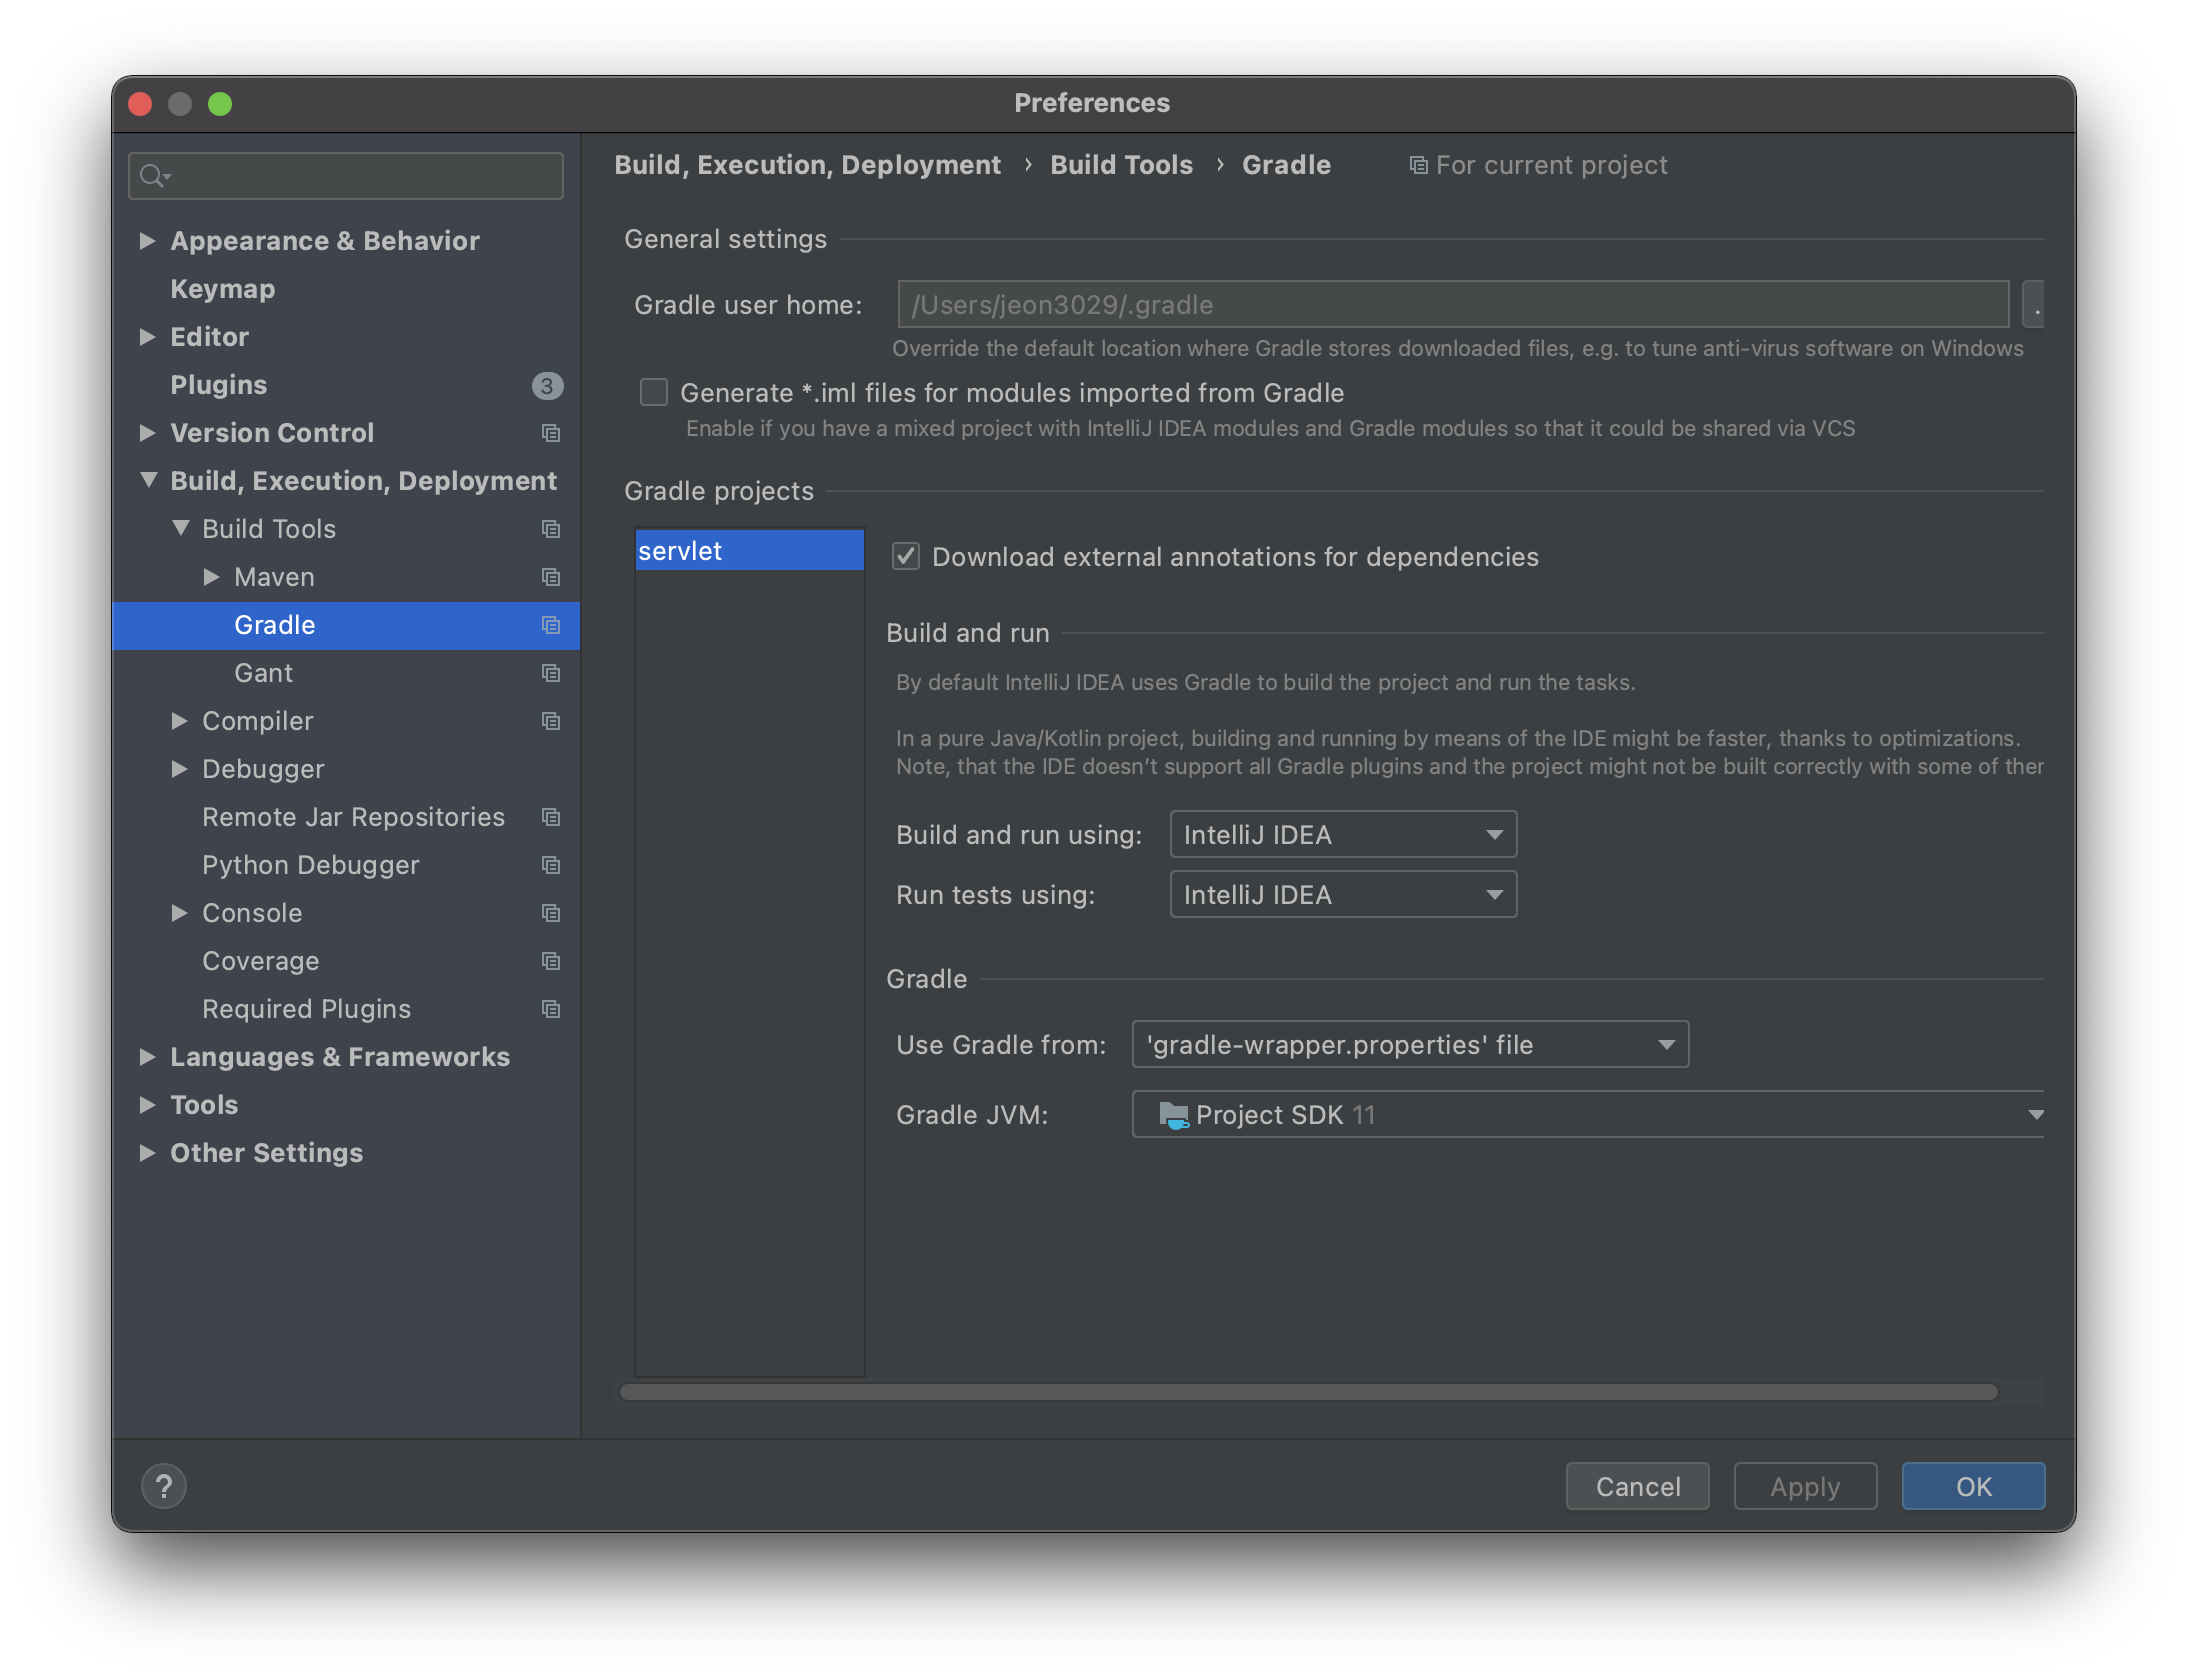 Preferences
Appearance & Behavior
Keymap
Editor
Plugins 3
Version Control
Build, Execution, Deployment
Build Tools
Maven
Gradle
Gant
Compiler
Debugger
Remote Jar Repositories
Python Debugger
Console
Coverage
Required Plugins
Languages & Frameworks
Tools
Other Settings
Build, Execution, Deployment › Build Tools › Gradle For current project
General settings
Gradle user home: /Users/jeon3029/.gradle .
Override the default location where Gradle stores downloaded files, e.g. to tune anti-virus software on Windows
Generate *.iml files for modules imported from Gradle
Enable if you have a mixed project with IntelliJ IDEA modules and Gradle modules so that it could be shared via VCS
Gradle projects
servlet
Download external annotations for dependencies
Build and run
By default IntelliJ IDEA uses Gradle to build the project and run the tasks.
In a pure Java/Kotlin project, building and running by means of the IDE might be faster, thanks to optimizations.
Note, that the IDE doesn't support all Gradle plugins and the project might not be built correctly with some of
Build and run using: IntelliJ IDEA
Run tests using: IntelliJ IDEA
Gradle
Use Gradle from: 'gradle-wrapper.properties' file
Gradle JVM: Project SDK 11
? Cancel Apply OK